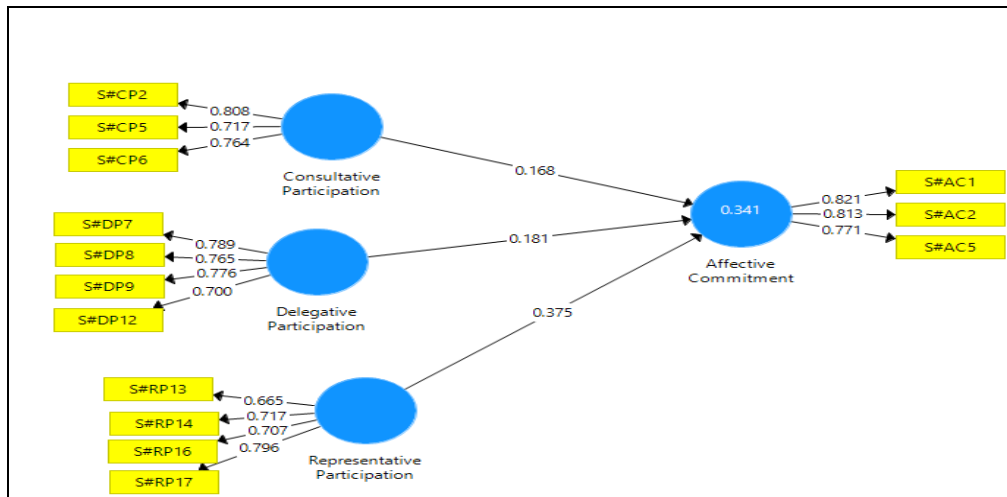 S#CP2
0.808
S#CP5
0.717
S#CP6
0.764
Consultative
Participation
0.168
S#DP7
0.789
S#DP8
0.765
S#DP9
0.776
S#DP12
0.700
Delegative
Participation
0.181
S#RP13
0.665
S#RP14
0.717
S#RP16
0.707
S#RP17
0.796
Representative
Participation
0.375
0.341
Affective
Commitment
0.821
S#AC1
0.813
S#AC2
0.771
S#AC5